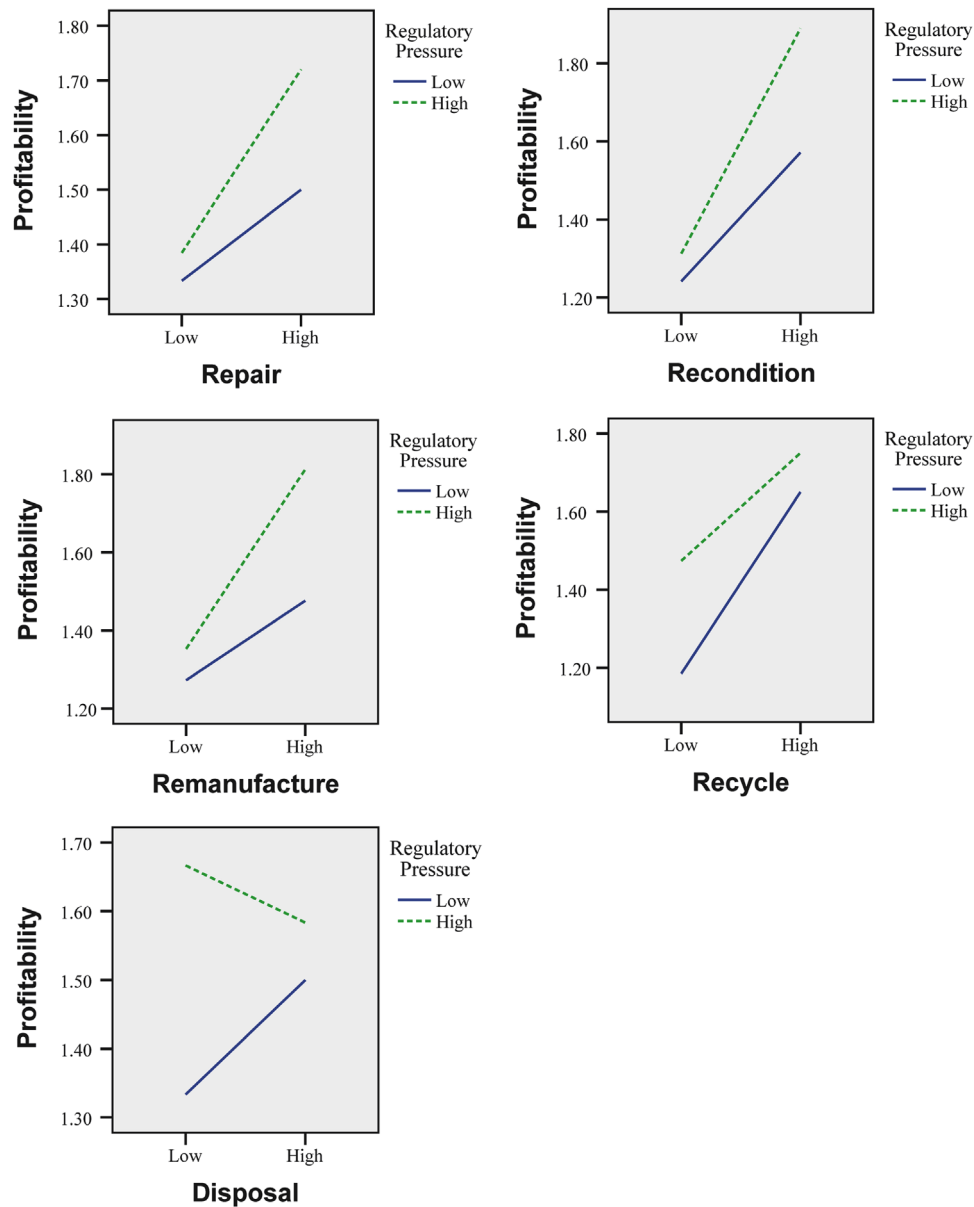 1.80
1.70
1.60
1.50
1.40
1.30
Profitability
Low
High
Repair
Regulatory
Pressure
Low
High
1.80
1.60
1.40
1.20
Profitability
Low
High
Recondition
Regulatory
Pressure
Low
High
1.80
1.60
1.40
1.20
Profitability
Low
High
Remanufacture
Regulatory
Pressure
Low
High
1.80
1.60
1.40
1.20
Profitability
Low
High
Recycle
Regulatory
Pressure
Low
High
1.70
1.60
1.50
1.40
1.30
Profitability
Low
High
Disposal
Regulatory
Pressure
Low
High